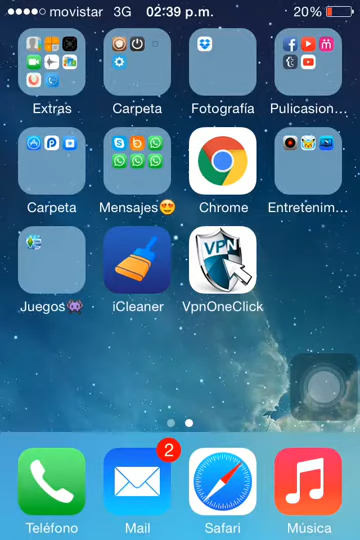 movistar 3G 02:39 p.m. 20%
Extras Carpeta Fotografía Pulicasion...
Carpeta Mensajes😍 Chrome Entretenim...
VPN
Juegos👾 iCleaner VpnOneClick
2
Teléfono Mail Safari Música